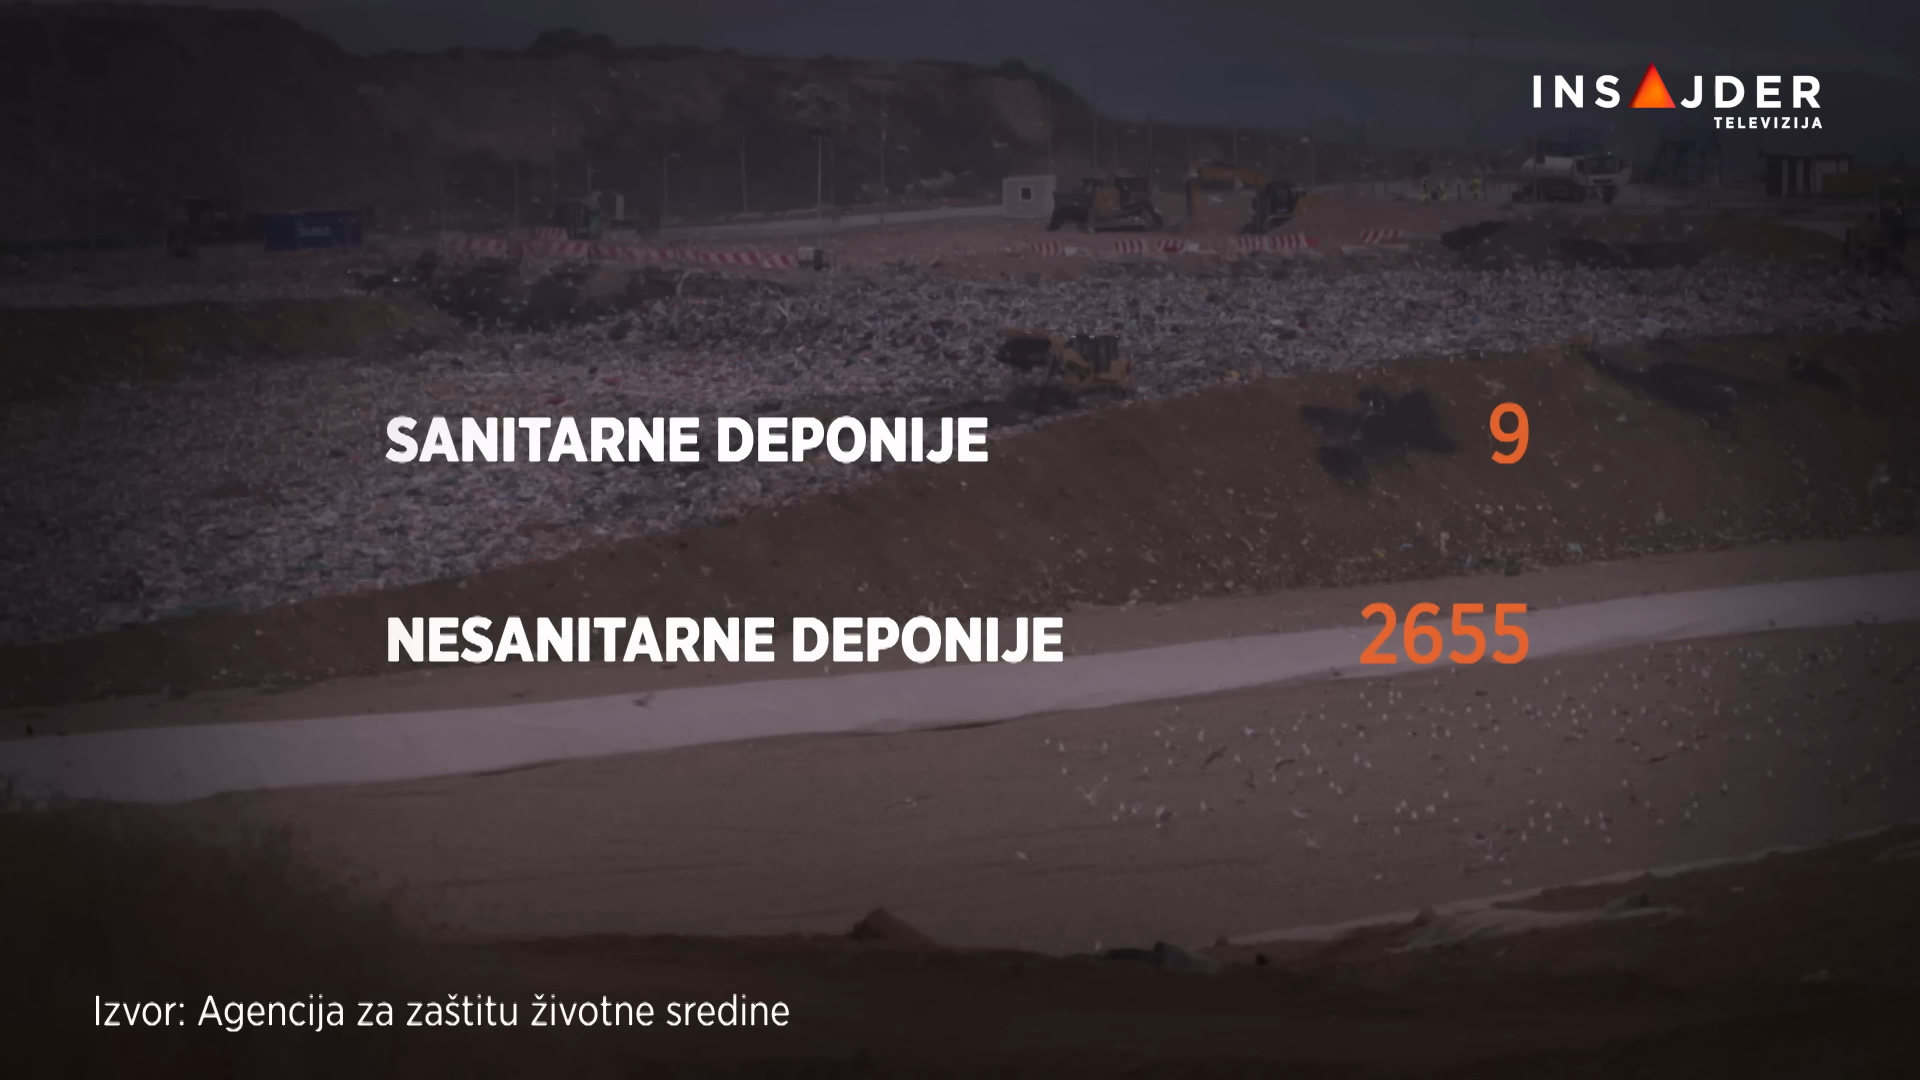 INSAJDER
TELEVIZIJA
SANITARNE DEPONIJE 9
NESANITARNE DEPONIJE 2655
Izvor: Agencija za zaštitu životne sredine